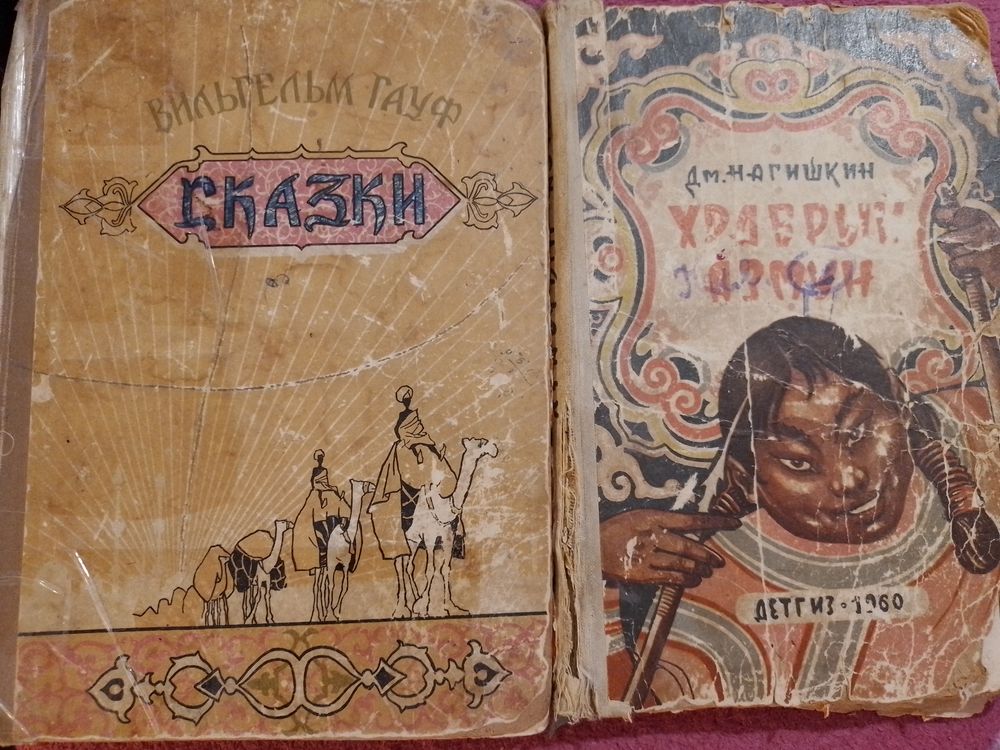 Вильгельм Гауф
Сказки
Дм. Нагишкин
Храбрый
Азмун
Детгиз • 1960